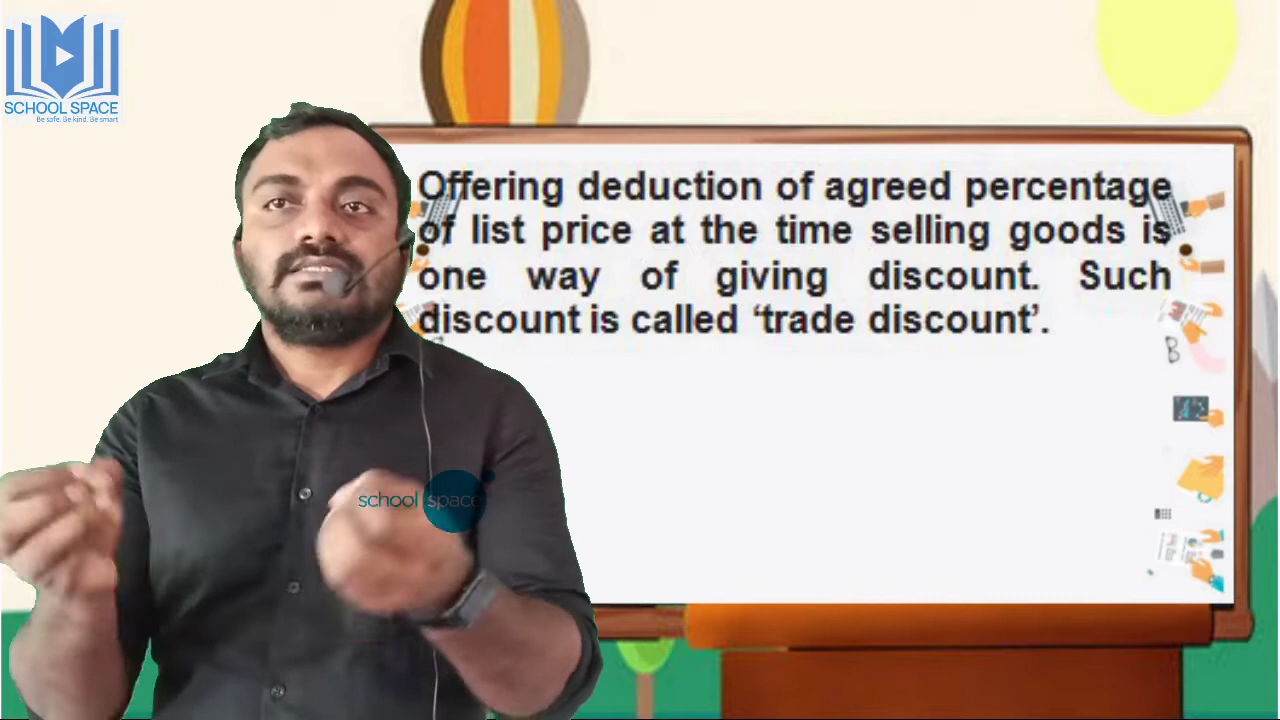 SCHOOL SPACE
Be safe. Be kind. Be smart
Offering deduction of agreed percentage
of list price at the time selling goods is
one way of giving discount. Such
discount is called ‘trade discount’.
B
school space